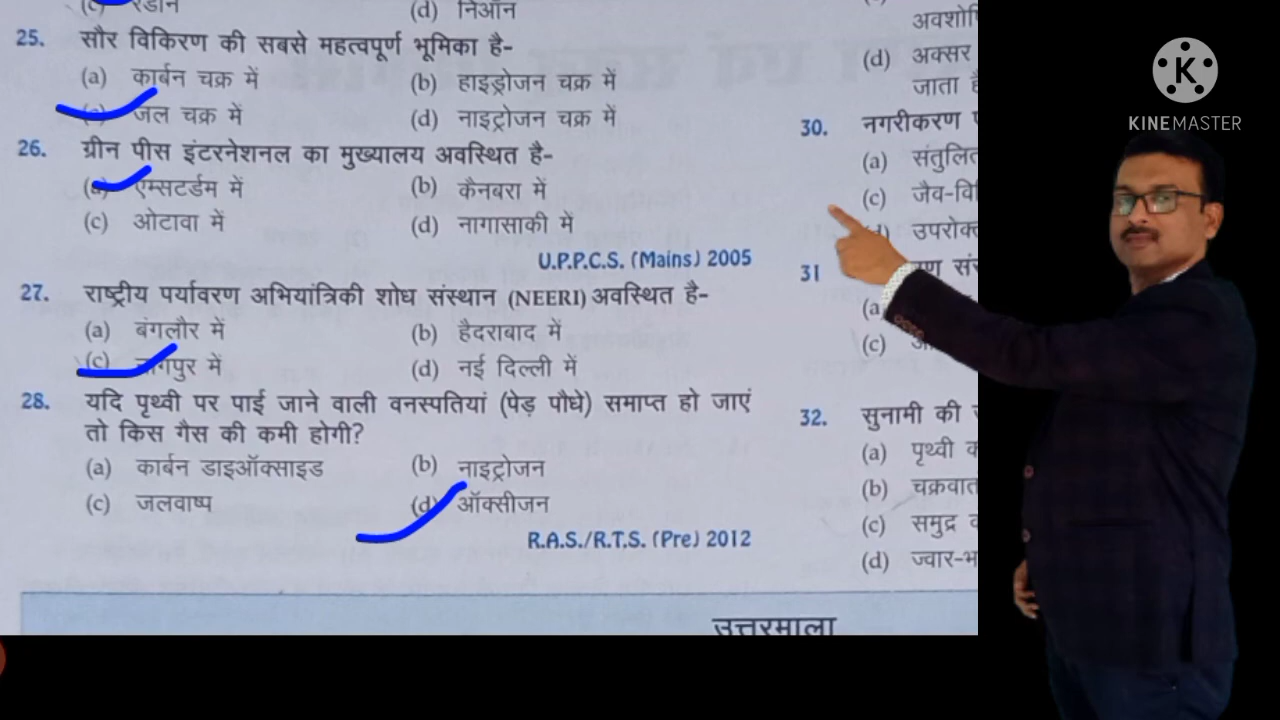 (c) रेडॉन (d) निऑन
25. सौर विकिरण की सबसे महत्वपूर्ण भूमिका है-
(a) कार्बन चक्र में (b) हाइड्रोजन चक्र में
जल चक्र में (d) नाइट्रोजन चक्र में
26. ग्रीन पीस इंटरनेशनल का मुख्यालय अवस्थित है-
(a) एम्सटर्डम में (b) कैनबरा में
(c) ओटावा में (d) नागासाकी में
U.P.P.C.S. (Mains) 2005
27. राष्ट्रीय पर्यावरण अभियांत्रिकी शोध संस्थान (NEERI) अवस्थित है-
(a) बंगलौर में (b) हैदराबाद में
(c) नागपुर में (d) नई दिल्ली में
28. यदि पृथ्वी पर पाई जाने वाली वनस्पतियां (पेड़ पौधे) समाप्त हो जाएं
तो किस गैस की कमी होगी?
(a) कार्बन डाइऑक्साइड (b) नाइट्रोजन
(c) जलवाष्प (d) ऑक्सीजन
R.A.S./R.T.S. (Pre) 2012
उत्तरमाला
(d) अक्सर
जाता
30. नगरीकरण
(a)
(c)
31
(a)
(c)
32. सुनामी की
(a) पृथ्वी
(b)
(c) समुद्र
(d)
K
KINEMASTER